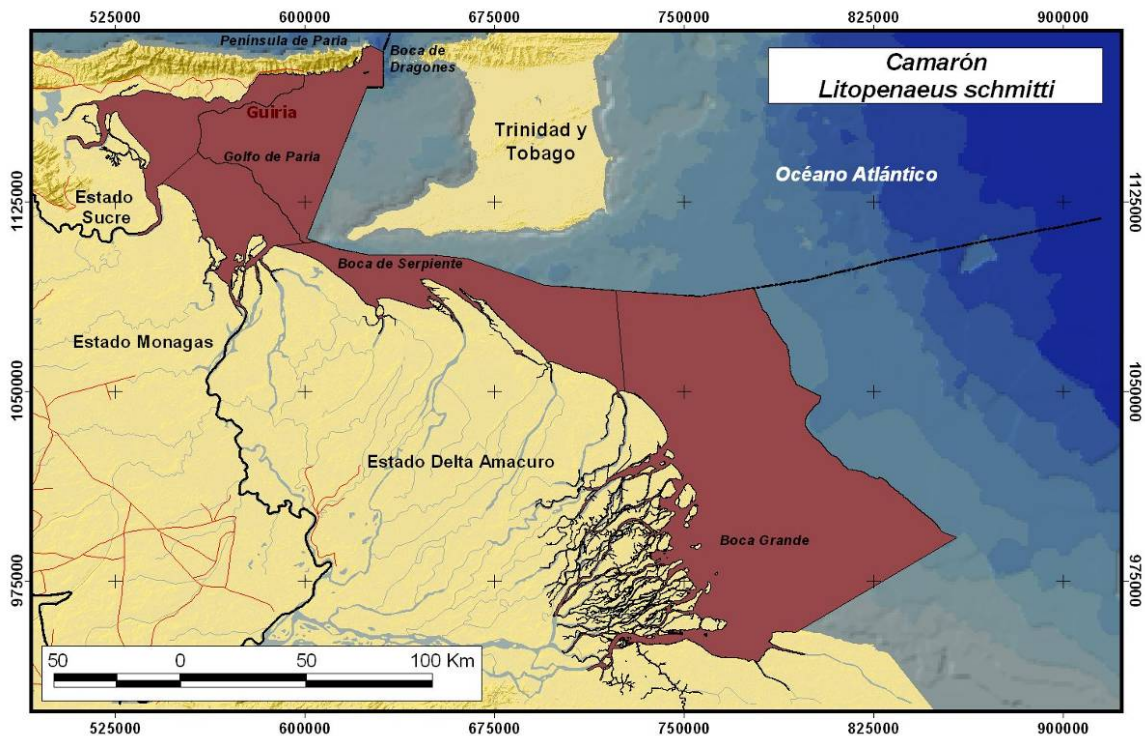 525000 600000 675000 750000 825000 900000
Península de Paria
Boca de
Dragones
Camarón
Litopenaeus schmitti
Guiria
Trinidad y
Tobago
Golfo de Paria
Océano Atlántico
Estado
Sucre
1125000 1125000
Boca de Serpiente
Estado Monagas
1050000 1050000
Estado Delta Amacuro
Boca Grande
975000 975000
50 0 50 100 Km
525000 600000 675000 750000 825000 900000